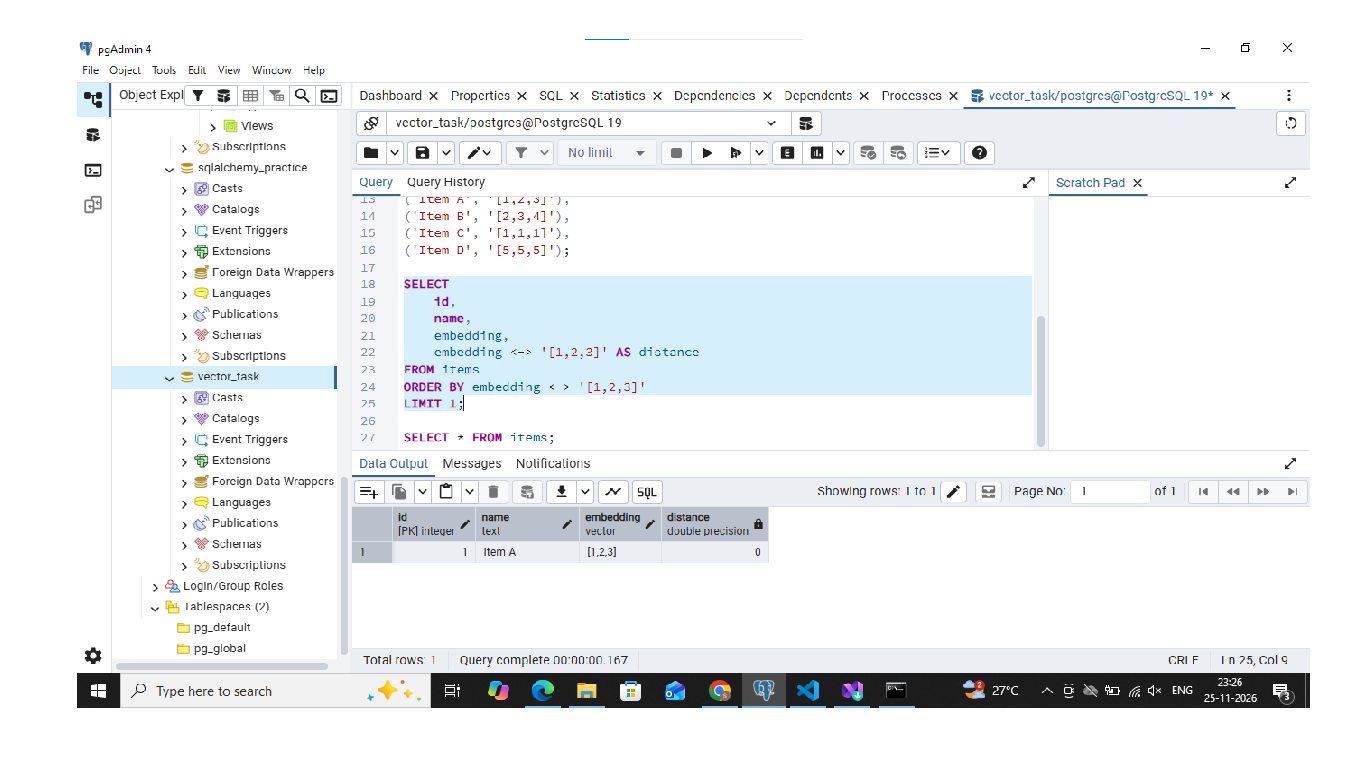 pgAdmin 4
File Object Tools Edit View Window Help
Object Expl
Dashboard Properties SQL Statistics Dependencies Dependents Processes vector_task/postgres@PostgreSQL 19*
vector_task/postgres@PostgreSQL 19
No limit
Query Query History
Scratch Pad
Views
Subscriptions
sqlalchemy_practice
Casts
Catalogs
Event Triggers
Extensions
Foreign Data Wrappers
Languages
Publications
Schemas
Subscriptions
vector_task
Casts
Catalogs
Event Triggers
Extensions
Foreign Data Wrappers
Languages
Publications
Schemas
Subscriptions
Login/Group Roles
Tablespaces (2)
pg_default
pg_global
13 ('Item A', '[1,2,3]'),
14 ('Item B', '[2,3,4]'),
15 ('Item C', '[1,1,1]'),
16 ('Item D', '[5,5,5]');
17
18 SELECT
19 id,
20 name,
21 embedding,
22 embedding <-> '[1,2,3]' AS distance
23 FROM items
24 ORDER BY embedding < > '[1,2,3]'
25 LIMIT 1;
26
27 SELECT * FROM items;
Data Output Messages Notifications
SQL
Showing rows: 1 to 1
Page No: 1 of 1
id name embedding distance
[PK] integer text vector double precision
1 1 Item A [1,2,3] 0
Total rows: 1 Query complete 00:00:00.167
CRLF Ln 25, Col 9
Type here to search
27°C
ENG
23:26
25-11-2026
3